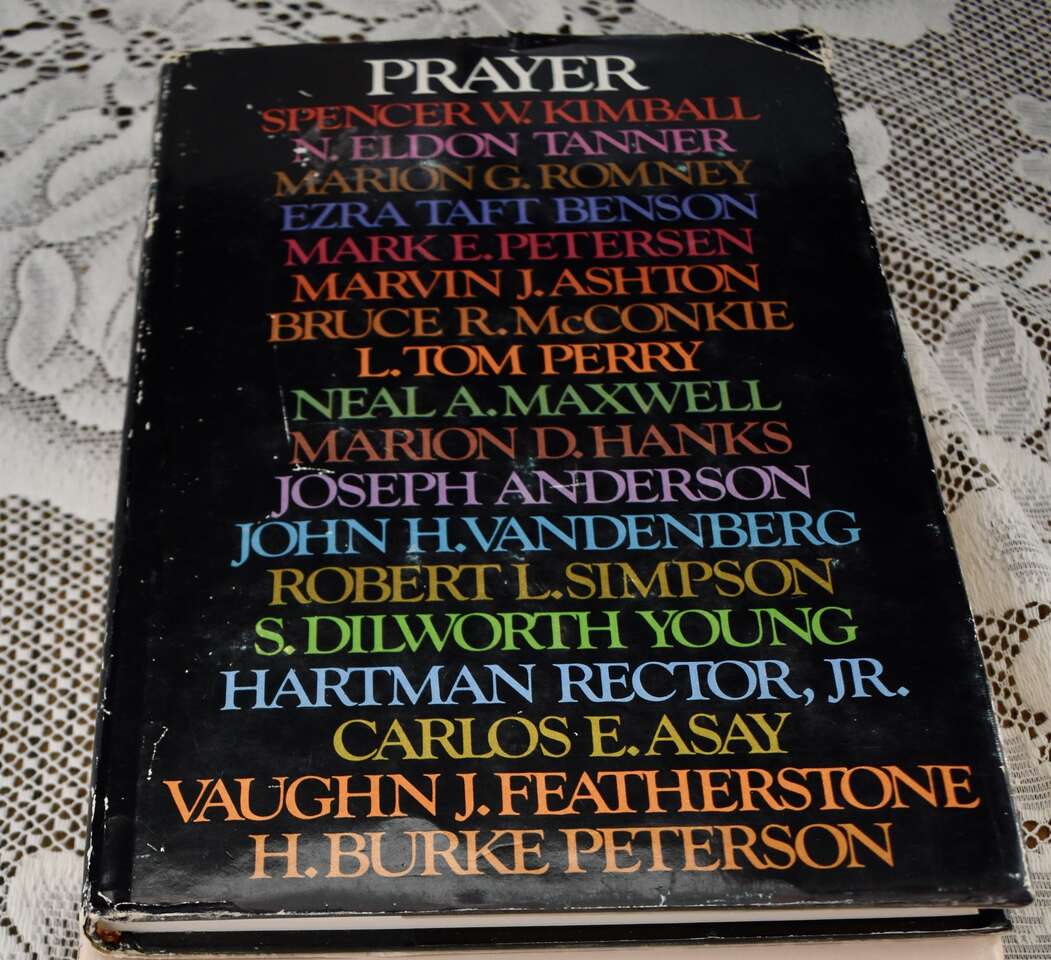 PRAYER
SPENCER W. KIMBALL
N. ELDON TANNER
MARION G. ROMNEY
EZRA TAFT BENSON
MARK E. PETERSEN
MARVIN J. ASHTON
BRUCE R. McCONKIE
L. TOM PERRY
NEAL A. MAXWELL
MARION D. HANKS
JOSEPH ANDERSON
JOHN H. VANDENBERG
ROBERT L. SIMPSON
S. DILWORTH YOUNG
HARTMAN RECTOR, JR.
CARLOS E. ASAY
VAUGHN J. FEATHERSTONE
H. BURKE PETERSON